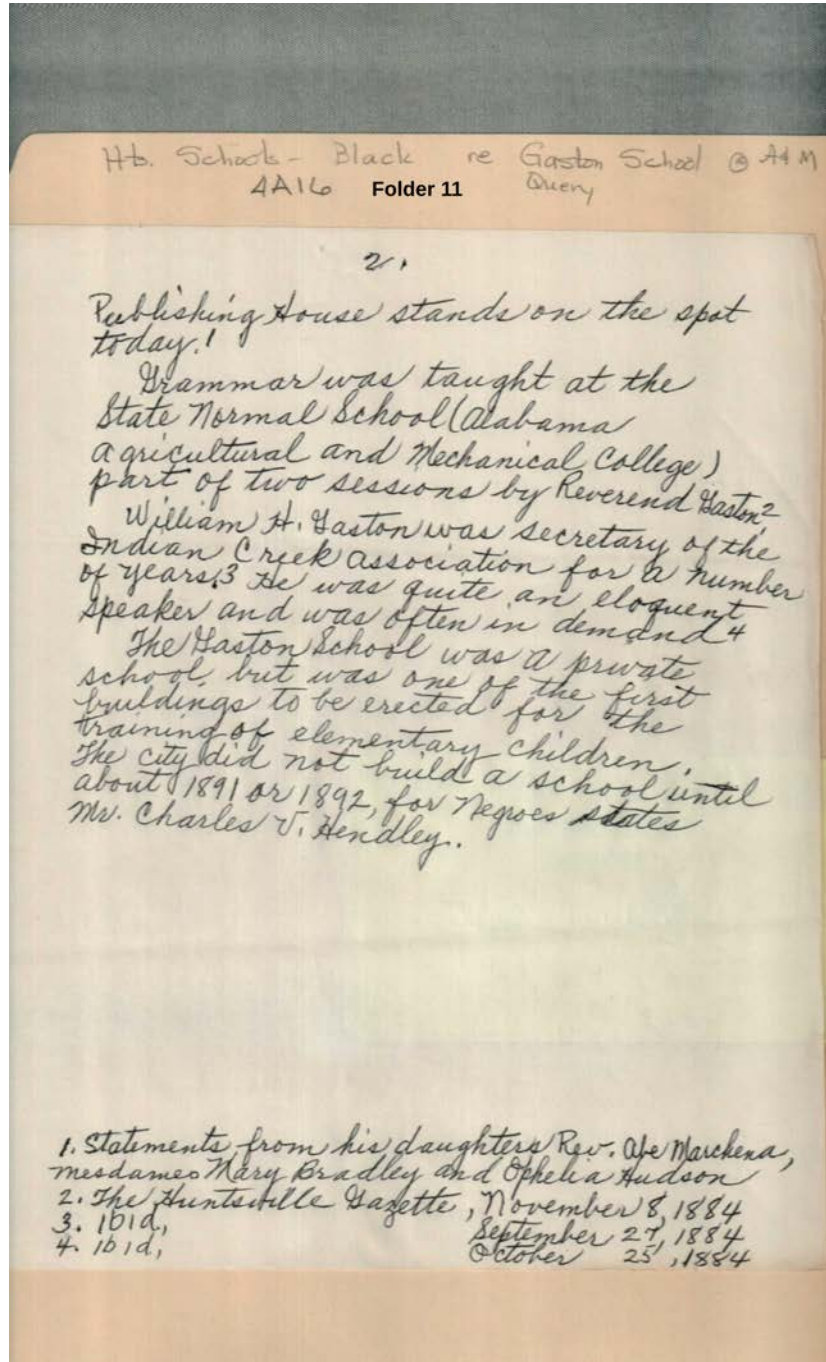 Hb. Schools - Black re Gaston School @ A&M
4A16 Folder 11 Query
2.
Publishing House stands on the spot
today.1
Grammar was taught at the
State Normal School (Alabama
Agricultural and Mechanical College)
part of two sessions by Reverend Gaston.2
William H. Gaston was secretary of the
Indian Creek Association for a number
of years.3 He was quite an eloquent
speaker and was often in demand4
The Gaston School was a private
school, but was one of the first
buildings to be erected for the
training of elementary children.
The city did not build a school until
about 1891 or 1892, for Negroes states
Mr. Charles V. Hendley.
1. Statements from his daughters Rev. Abe Marchena,
mesdames Mary Bradley and Ophelia Hudson
2. The Huntsville Gazette, November 8, 1884
3. ibid, September 27, 1884
4. ibid, October 25, 1884